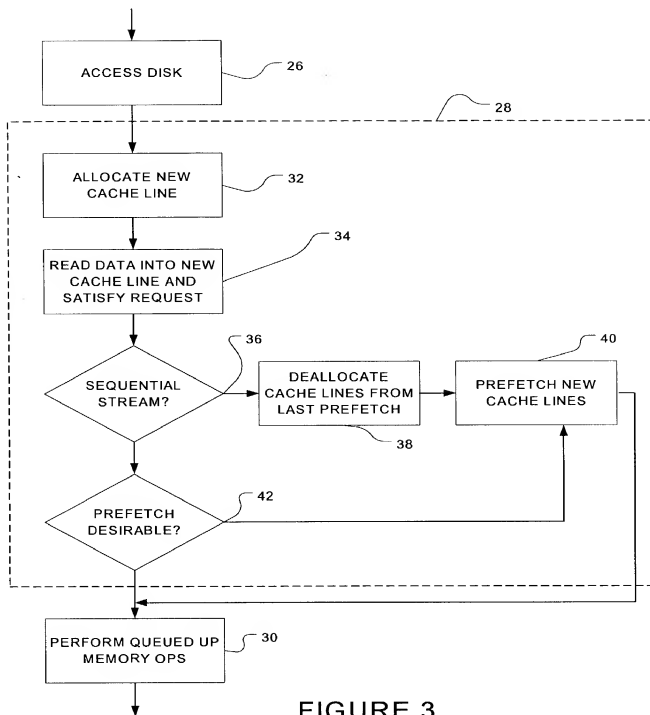 ACCESS DISK
26
28
ALLOCATE NEW
CACHE LINE
32
34
READ DATA INTO NEW
CACHE LINE AND
SATISFY REQUEST
36
SEQUENTIAL
STREAM?
DEALLOCATE
CACHE LINES FROM
LAST PREFETCH
38
40
PREFETCH NEW
CACHE LINES
42
PREFETCH
DESIRABLE?
PERFORM QUEUED UP
MEMORY OPS
30
FIGURE 3